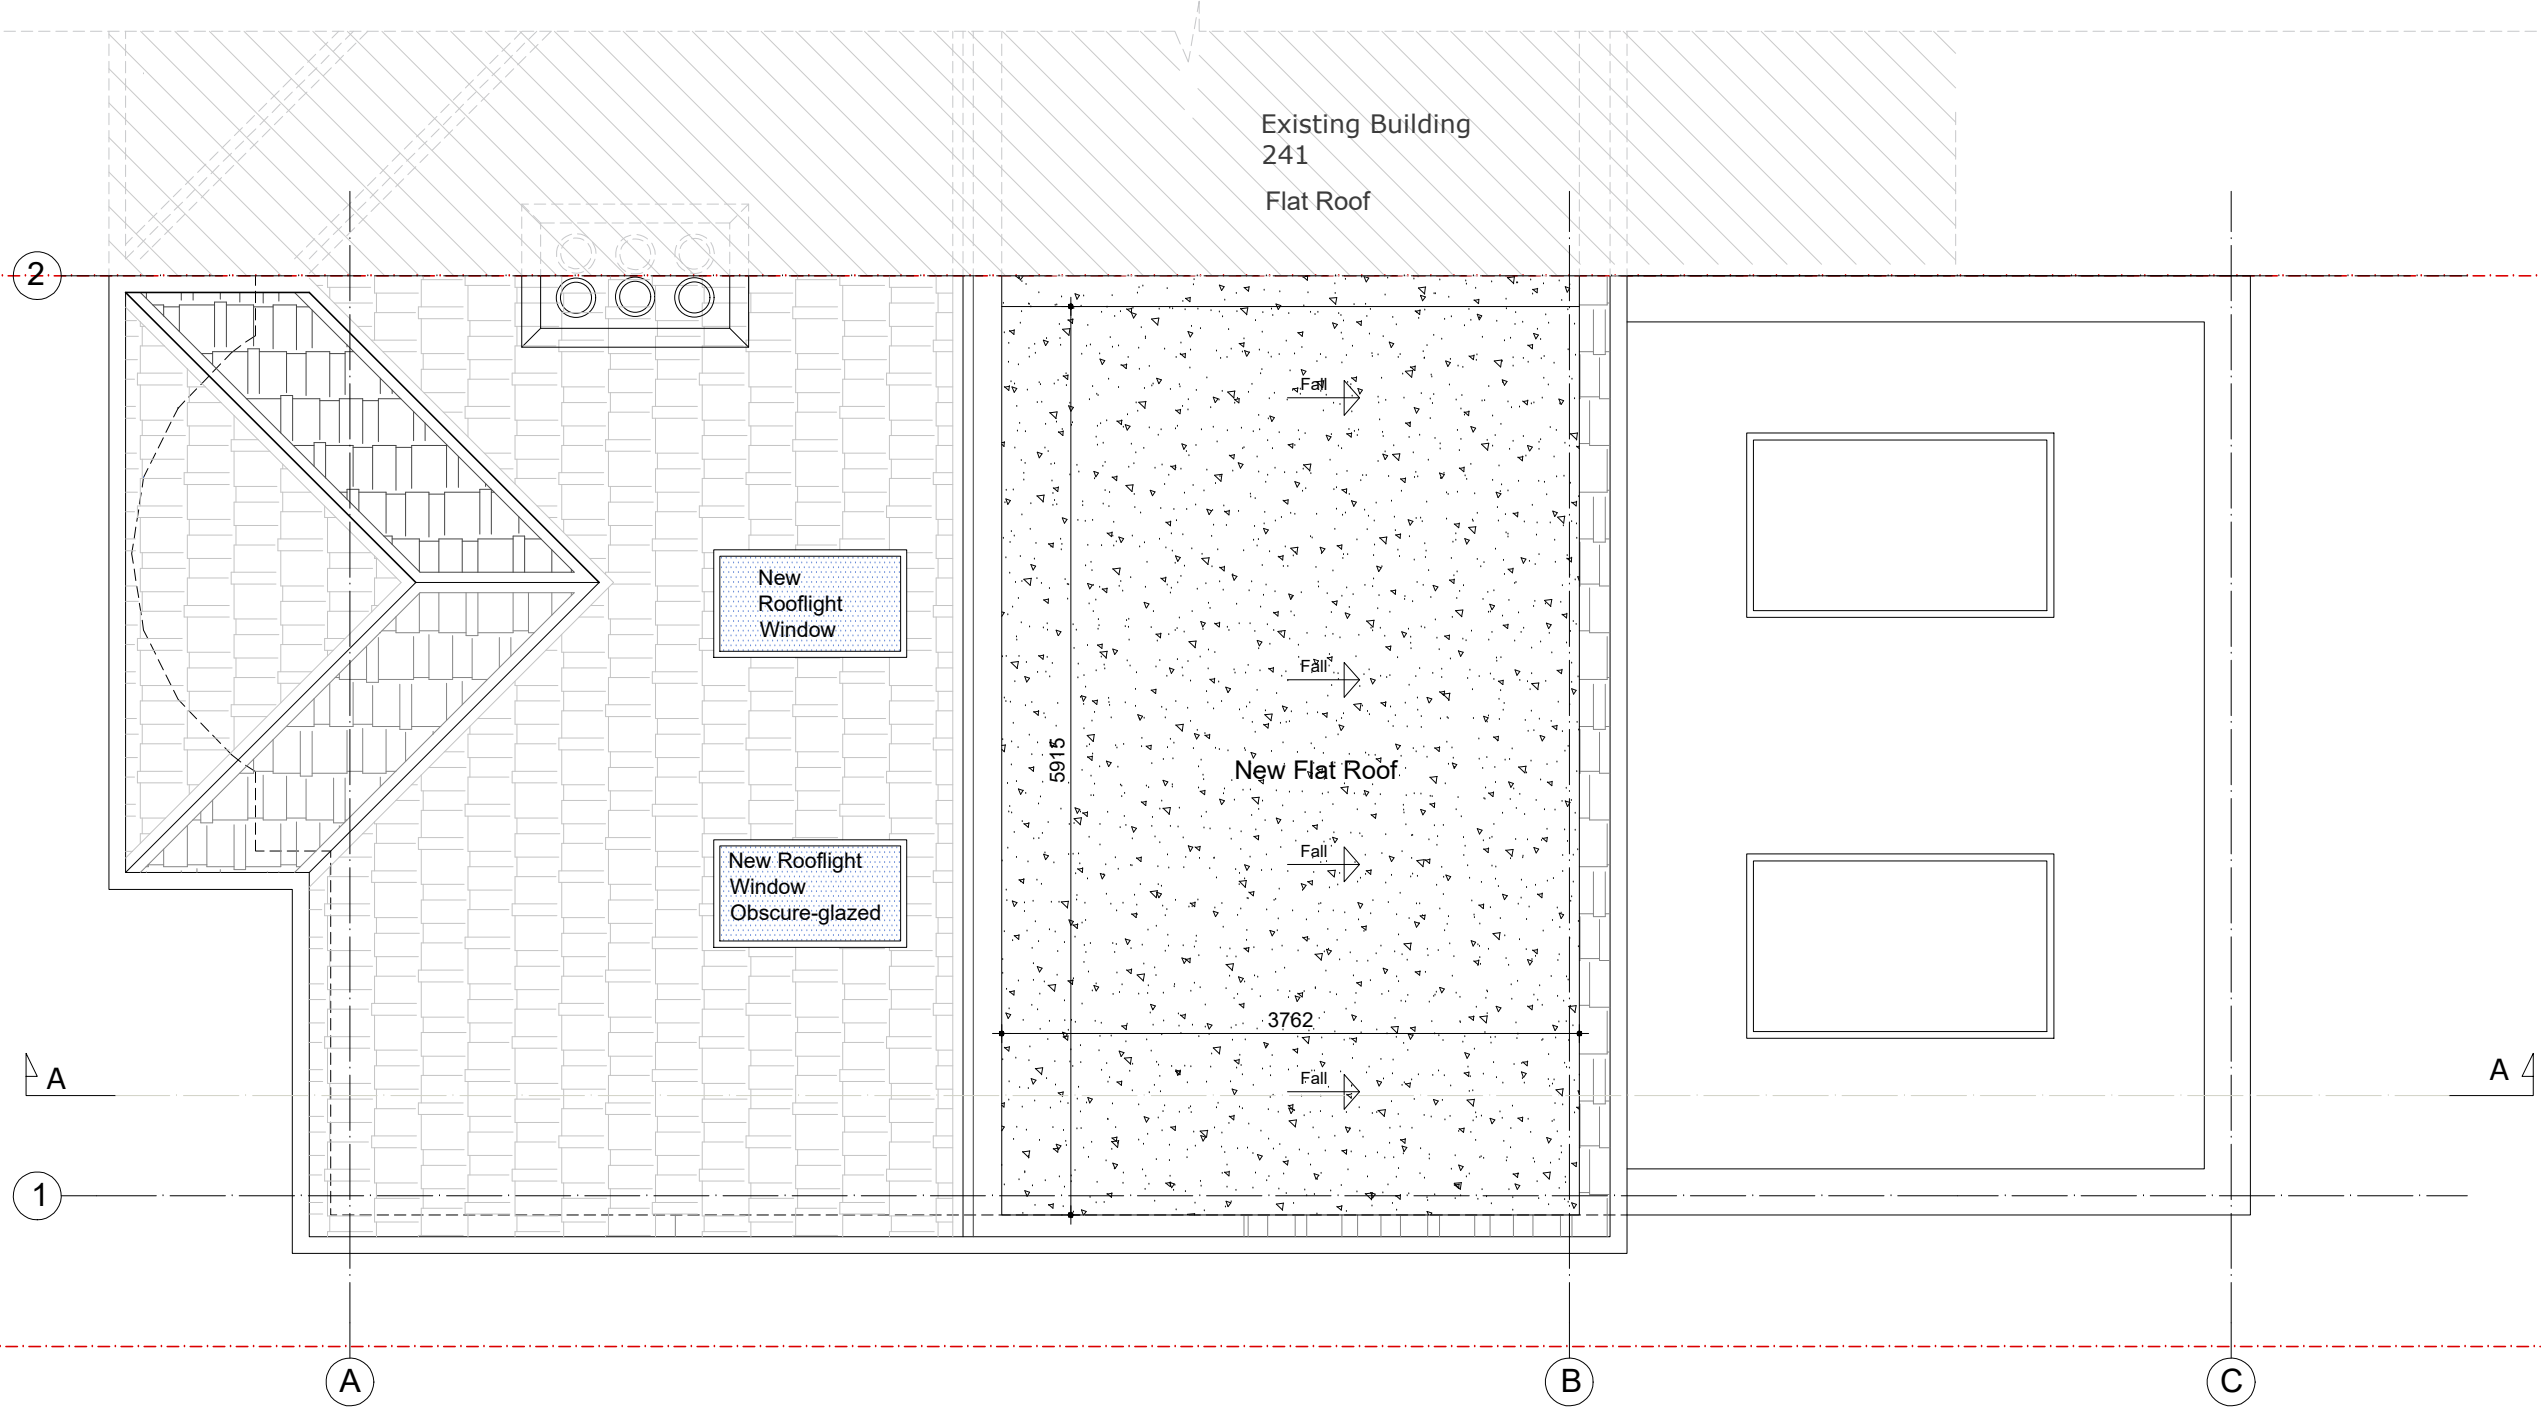 Existing Building
241
Flat Roof
2
Fall
New
Rooflight
Window
Fall
5915
New Flat Roof
Fall
New Rooflight
Window
Obscure-glazed
3762
Fall
A
A
1
A
B
C